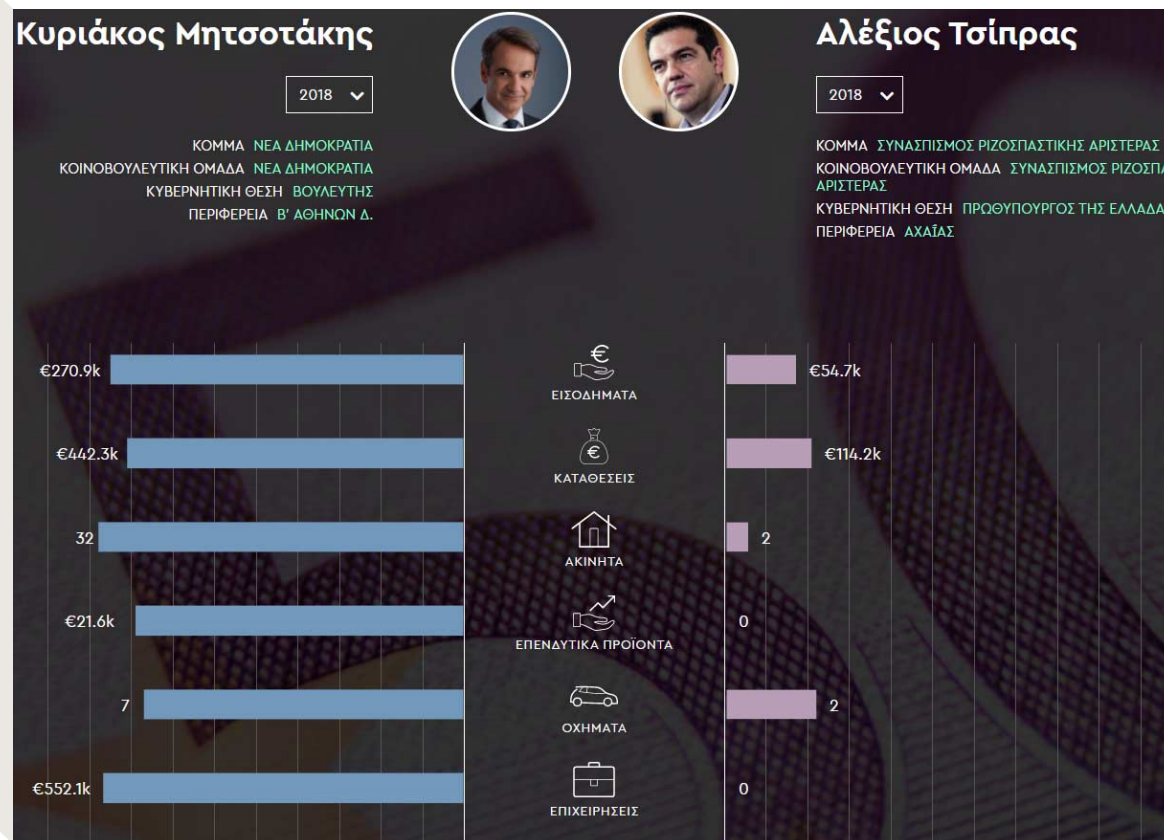 Κυριάκος Μητσοτάκης
2018
ΚΟΜΜΑ ΝΕΑ ΔΗΜΟΚΡΑΤΙΑ
ΚΟΙΝΟΒΟΥΛΕΥΤΙΚΗ ΟΜΑΔΑ ΝΕΑ ΔΗΜΟΚΡΑΤΙΑ
ΚΥΒΕΡΝΗΤΙΚΗ ΘΕΣΗ ΒΟΥΛΕΥΤΗΣ
ΠΕΡΙΦΕΡΕΙΑ Β' ΑΘΗΝΩΝ Δ.
Αλέξιος Τσίπρας
2018
ΚΟΜΜΑ ΣΥΝΑΣΠΙΣΜΟΣ ΡΙΖΟΣΠΑΣΤΙΚΗΣ ΑΡΙΣΤΕΡΑΣ
ΚΟΙΝΟΒΟΥΛΕΥΤΙΚΗ ΟΜΑΔΑ ΣΥΝΑΣΠΙΣΜΟΣ
ΑΡΙΣΤΕΡΑΣ
ΚΥΒΕΡΝΗΤΙΚΗ ΘΕΣΗ ΠΡΩΘΥΠΟΥΡΓΟΣ ΤΗΣ ΕΛΛΑΔΑ
ΠΕΡΙΦΕΡΕΙΑ ΑΧΑΪΑΣ
€270.9k ΕΙΣΟΔΗΜΑΤΑ €54.7k
€442.3k ΚΑΤΑΘΕΣΕΙΣ €114.2k
32 ΑΚΙΝΗΤΑ 2
€21.6k ΕΠΕΝΔΥΤΙΚΑ ΠΡΟΪΟΝΤΑ 0
7 ΟΧΗΜΑΤΑ 2
€552.1k ΕΠΙΧΕΙΡΗΣΕΙΣ 0